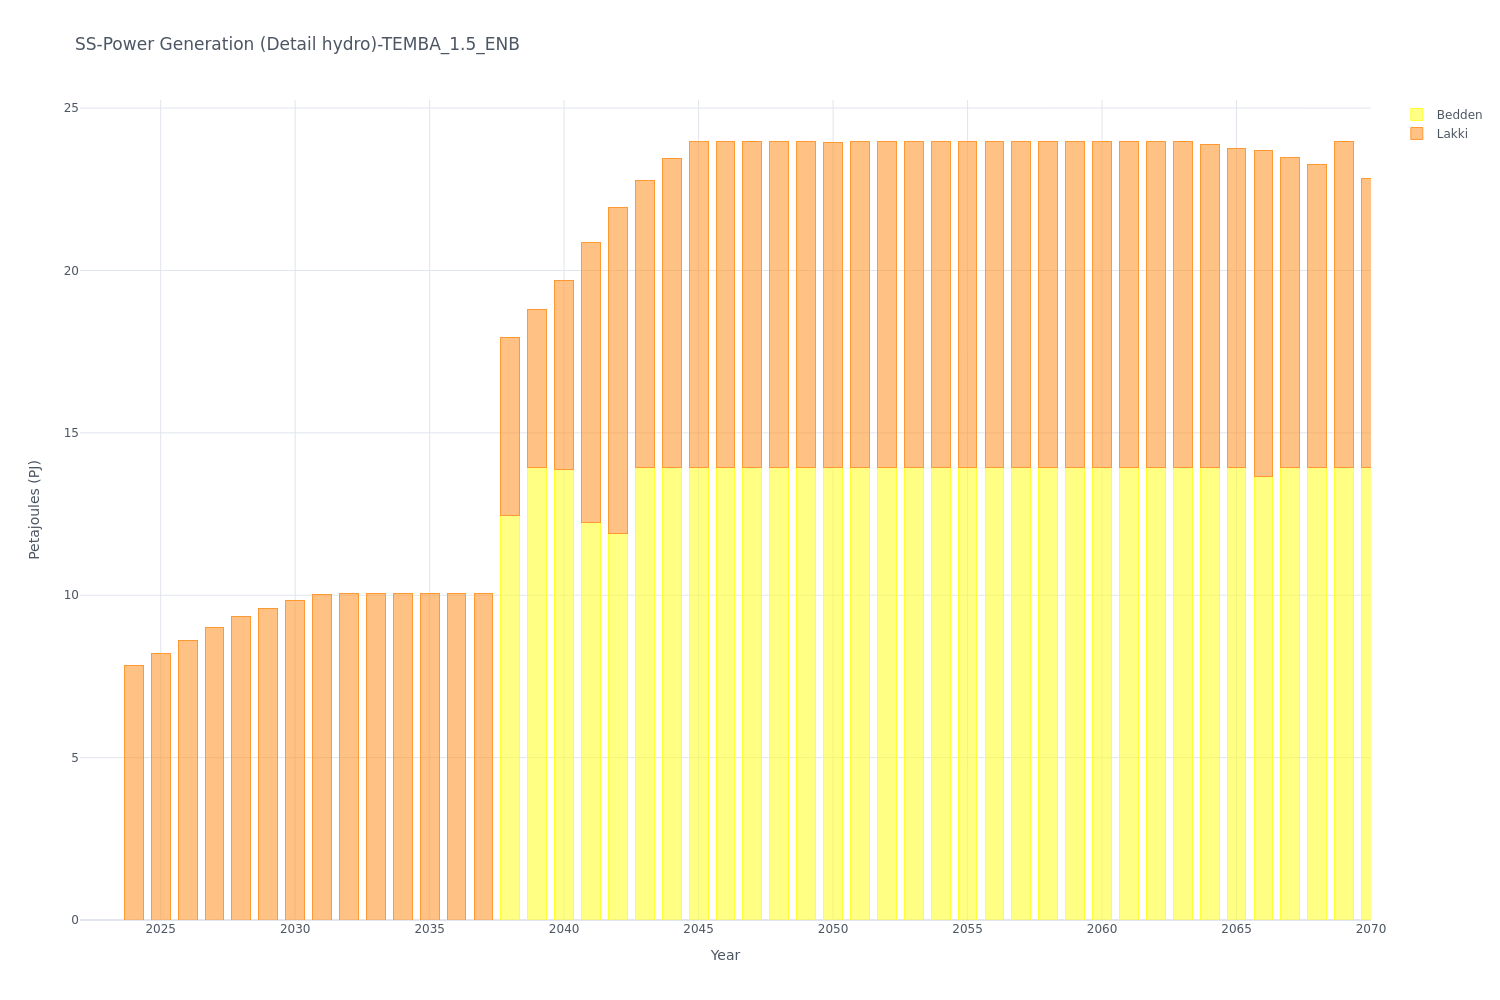 SS-Power Generation (Detail hydro)-TEMBA_1.5_ENB
Bedden
Lakki
25
20
15
10
5
0
Petajoules (PJ)
2025 2030 2035 2040 2045 2050 2055 2060 2065 2070
Year